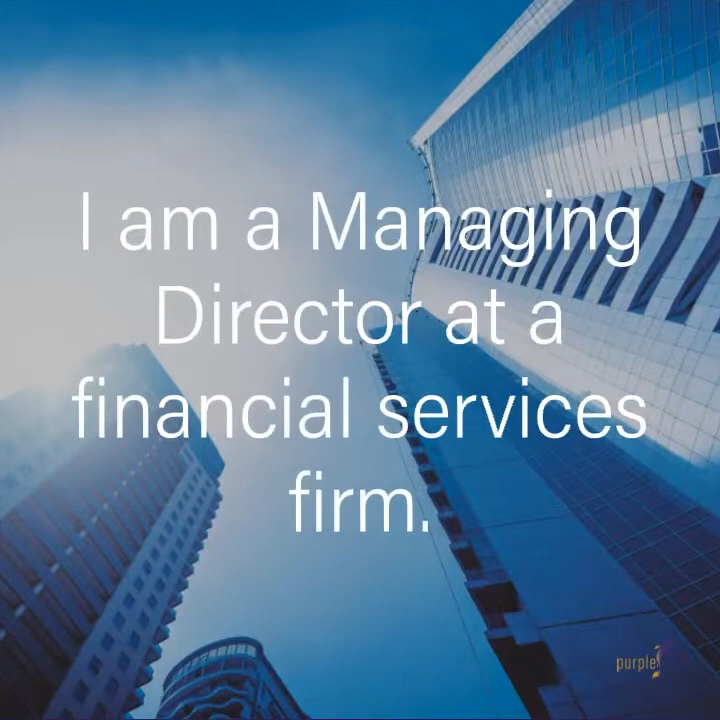 I am a Managing
Director at a
financial services
firm.
purple